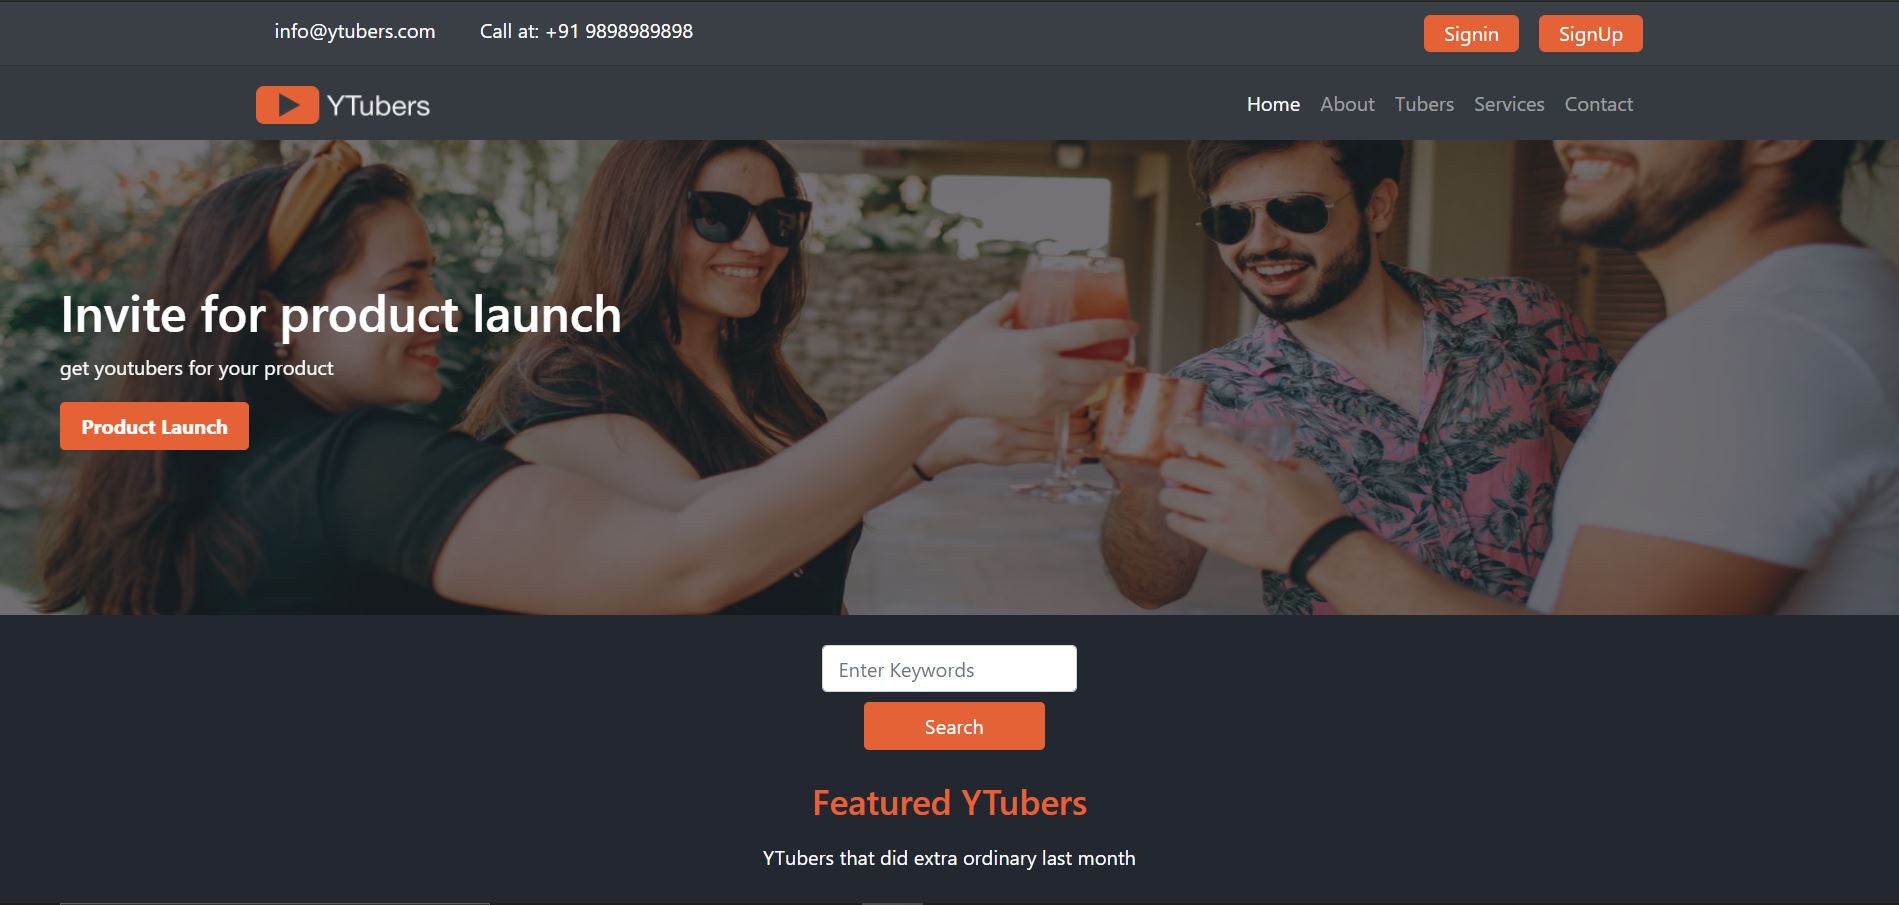 info@ytubers.com Call at: +91 9898989898 Signin SignUp
YTubers Home About Tubers Services Contact
Invite for product launch
get youtubers for your product
Product Launch
Enter Keywords
Search
Featured YTubers
YTubers that did extra ordinary last month